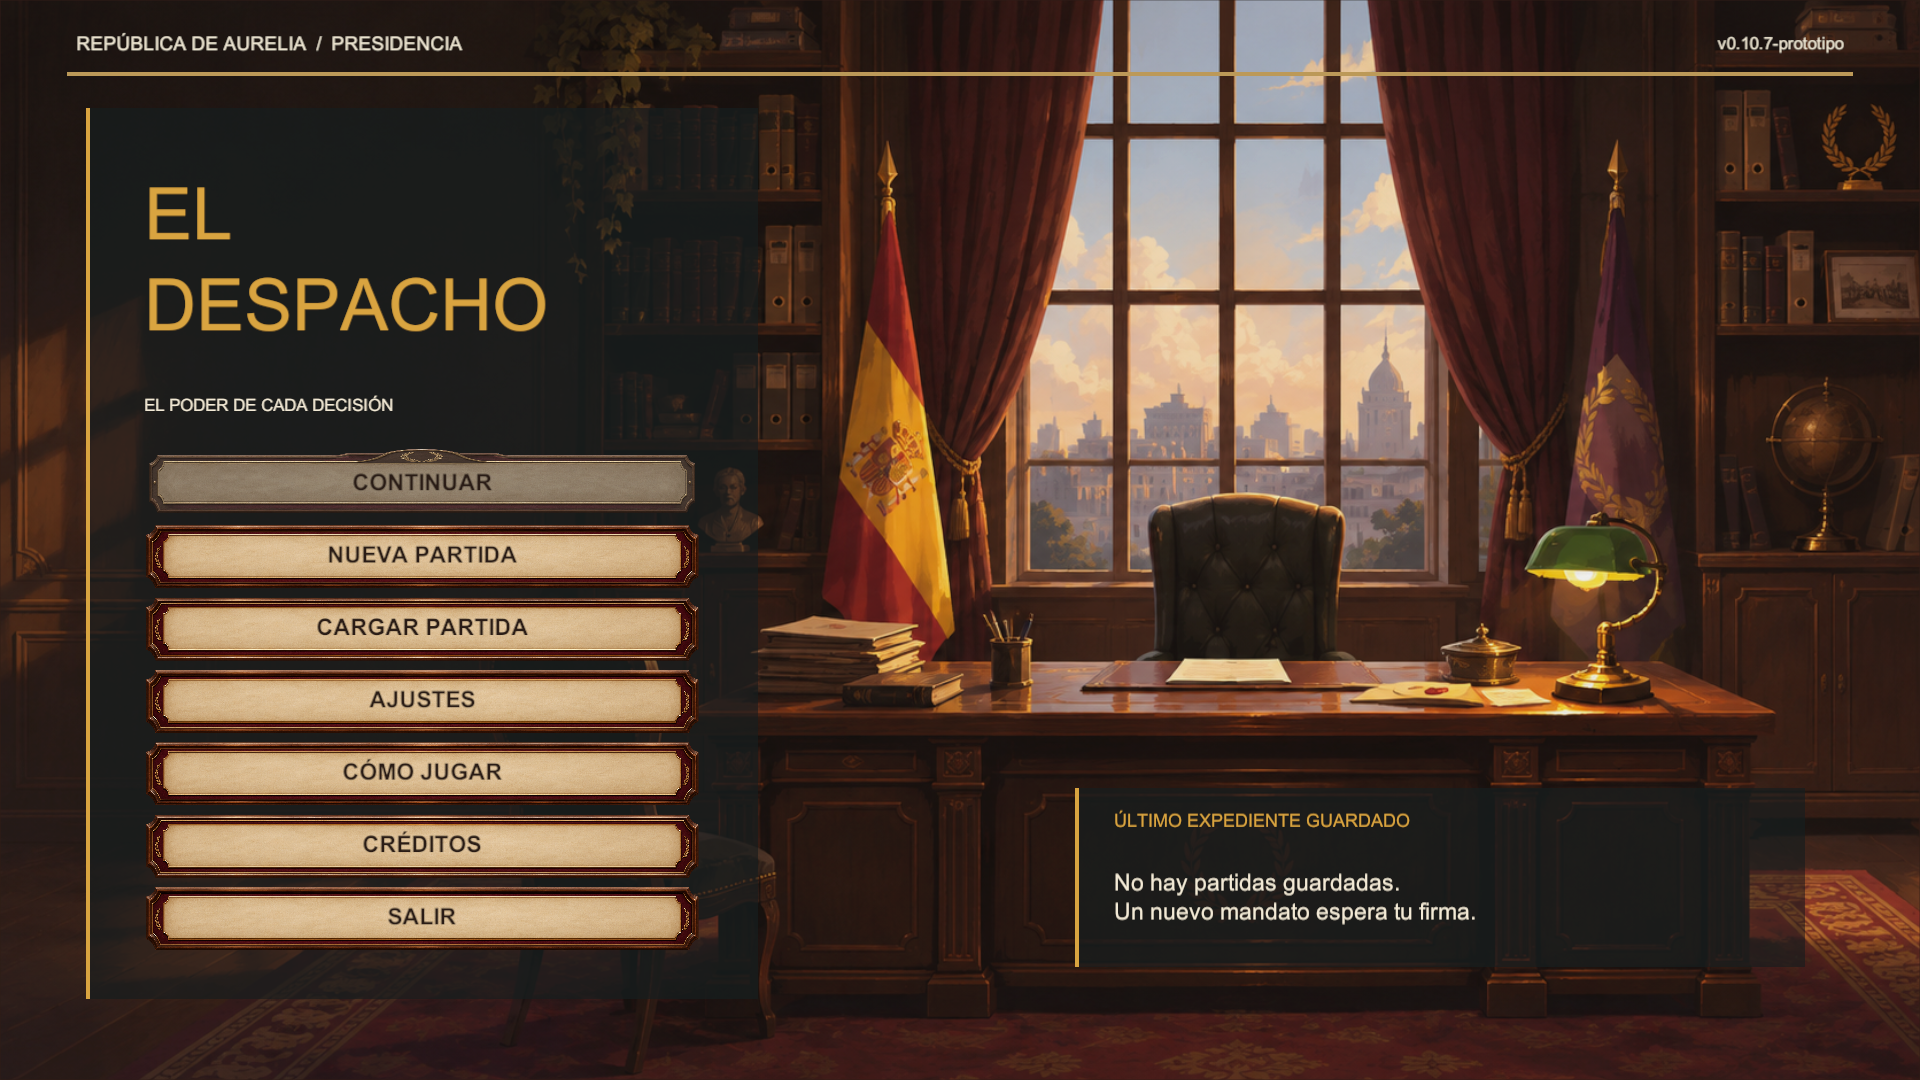 REPÚBLICA DE AURELIA / PRESIDENCIA
v0.10.7-prototipo
EL
DESPACHO
EL PODER DE CADA DECISIÓN
CONTINUAR
NUEVA PARTIDA
CARGAR PARTIDA
AJUSTES
CÓMO JUGAR
CRÉDITOS
SALIR
ÚLTIMO EXPEDIENTE GUARDADO
No hay partidas guardadas.
Un nuevo mandato espera tu firma.